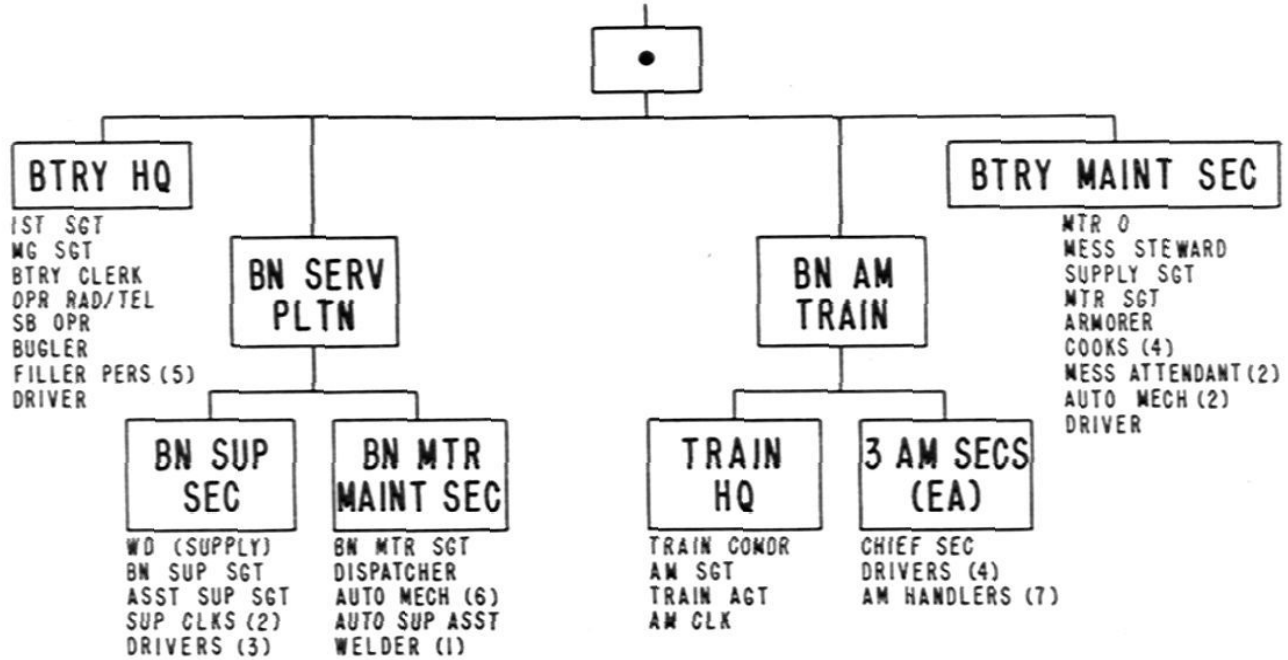 BTRY HQ
1ST SGT
MG SGT
BTRY CLERK
OPR RAD/TEL
SB OPR
BUGLER
FILLER PERS (5)
DRIVER
BN SERV
PLTN
BN SUP
SEC
WO (SUPPLY)
BN SUP SGT
ASST SUP SGT
SUP CLKS (2)
DRIVERS (3)
BN MTR
MAINT SEC
BN MTR SGT
DISPATCHER
AUTO MECH (6)
AUTO SUP ASST
WELDER (1)
BN AM
TRAIN
TRAIN
HQ
TRAIN COMDR
AM SGT
TRAIN AGT
AM CLK
3 AM SECS
(EA)
CHIEF SEC
DRIVERS (4)
AM HANDLERS (7)
BTRY MAINT SEC
MTR O
MESS STEWARD
SUPPLY SGT
MTR SGT
ARMORER
COOKS (4)
MESS ATTENDANT (2)
AUTO MECH (2)
DRIVER